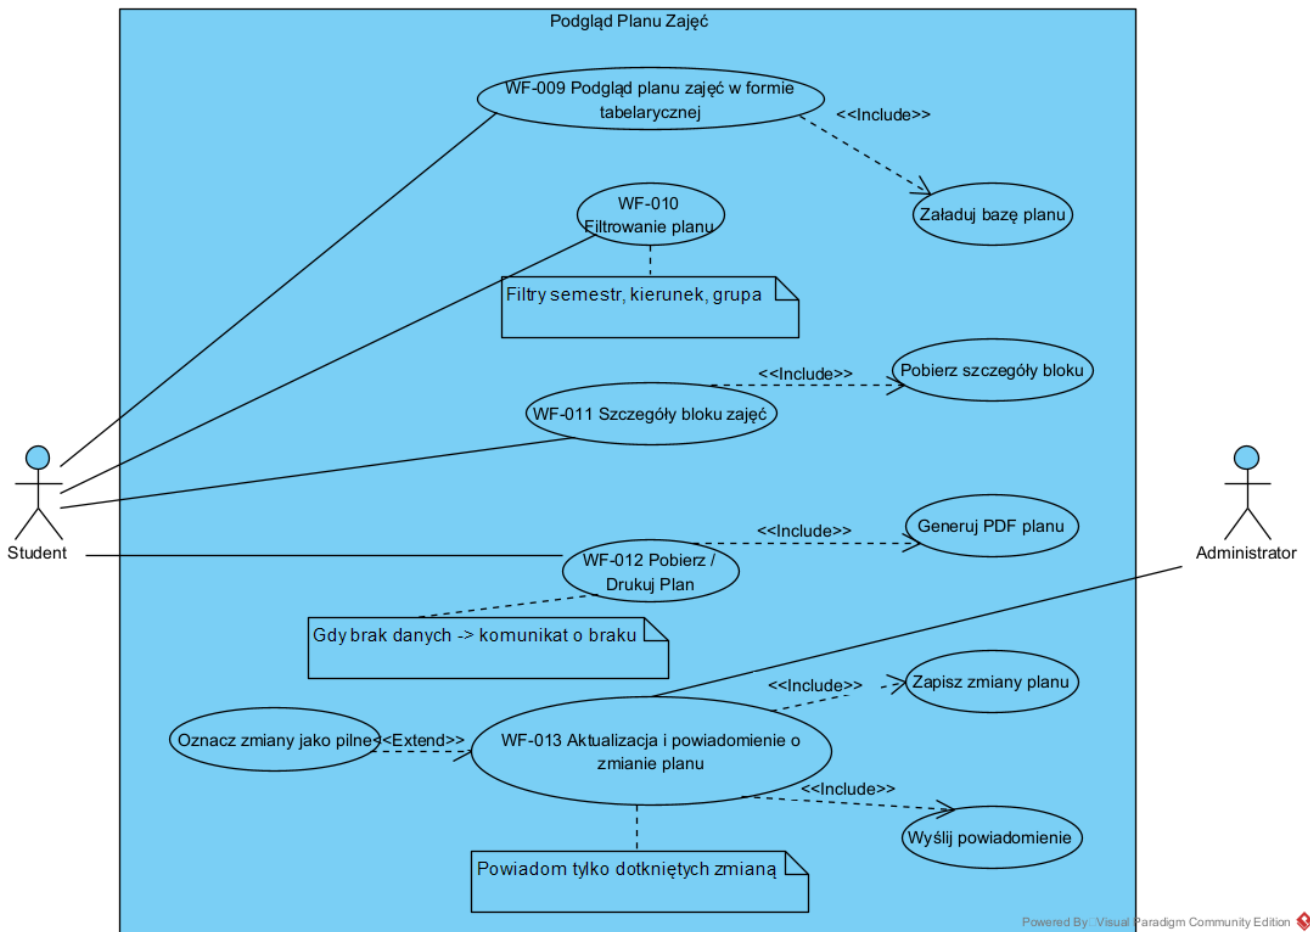 Podgląd Planu Zajęć
WF-009 Podgląd planu zajęć w formie
tabelarycznej
<<Include>>
Załaduj bazę planu
WF-010
Filtrowanie planu
Filtry semestr, kierunek, grupa
<<Include>>
Pobierz szczegóły bloku
WF-011 Szczegóły bloku zajęć
Student
Administrator
<<Include>>
Generuj PDF planu
WF-012 Pobierz /
Drukuj Plan
Gdy brak danych -> komunikat o braku
<<Include>>
Zapisz zmiany planu
Oznacz zmiany jako pilne
<<Extend>>
WF-013 Aktualizacja i powiadomienie o
zmianie planu
<<Include>>
Wyślij powiadomienie
Powiadom tylko dotkniętych zmianą
Powered By Visual Paradigm Community Edition